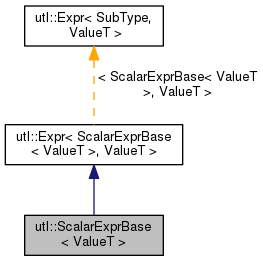 utl::Expr< SubType,
ValueT >
< ScalarExprBase< ValueT
>, ValueT >
utl::Expr< ScalarExprBase
< ValueT >, ValueT >
utl::ScalarExprBase
< ValueT >